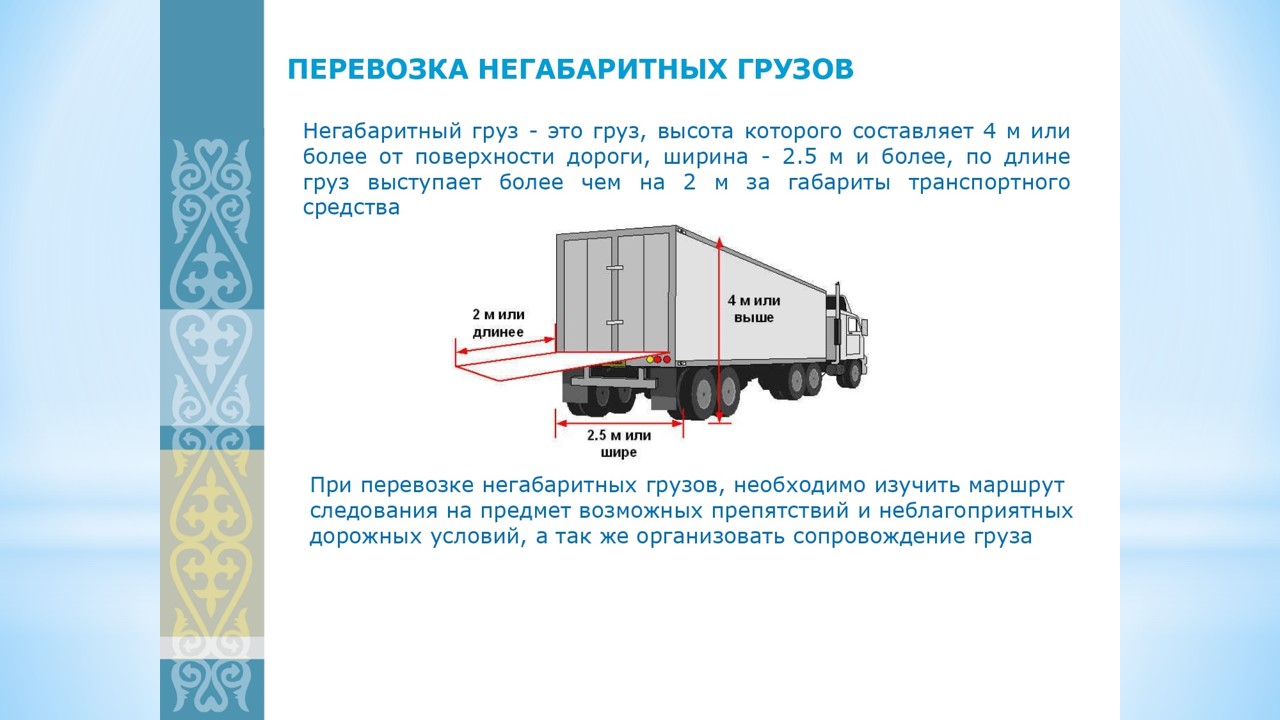 ПЕРЕВОЗКА НЕГАБАРИТНЫХ ГРУЗОВ
Негабаритный груз - это груз, высота которого составляет 4 м или
более от поверхности дороги, ширина - 2.5 м и более, по длине
груз выступает более чем на 2 м за габариты транспортного
средства
2 м или
длинее
4 м или
выше
2.5 м или
шире
При перевозке негабаритных грузов, необходимо изучить маршрут
следования на предмет возможных препятствий и неблагоприятных
дорожных условий, а так же организовать сопровождение груза